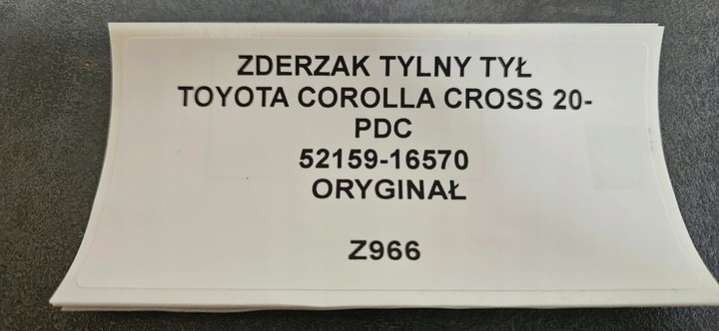 ZDERZAK TYLNY TYŁ
TOYOTA COROLLA CROSS 20-
PDC
52159-16570
ORYGINAŁ
Z966